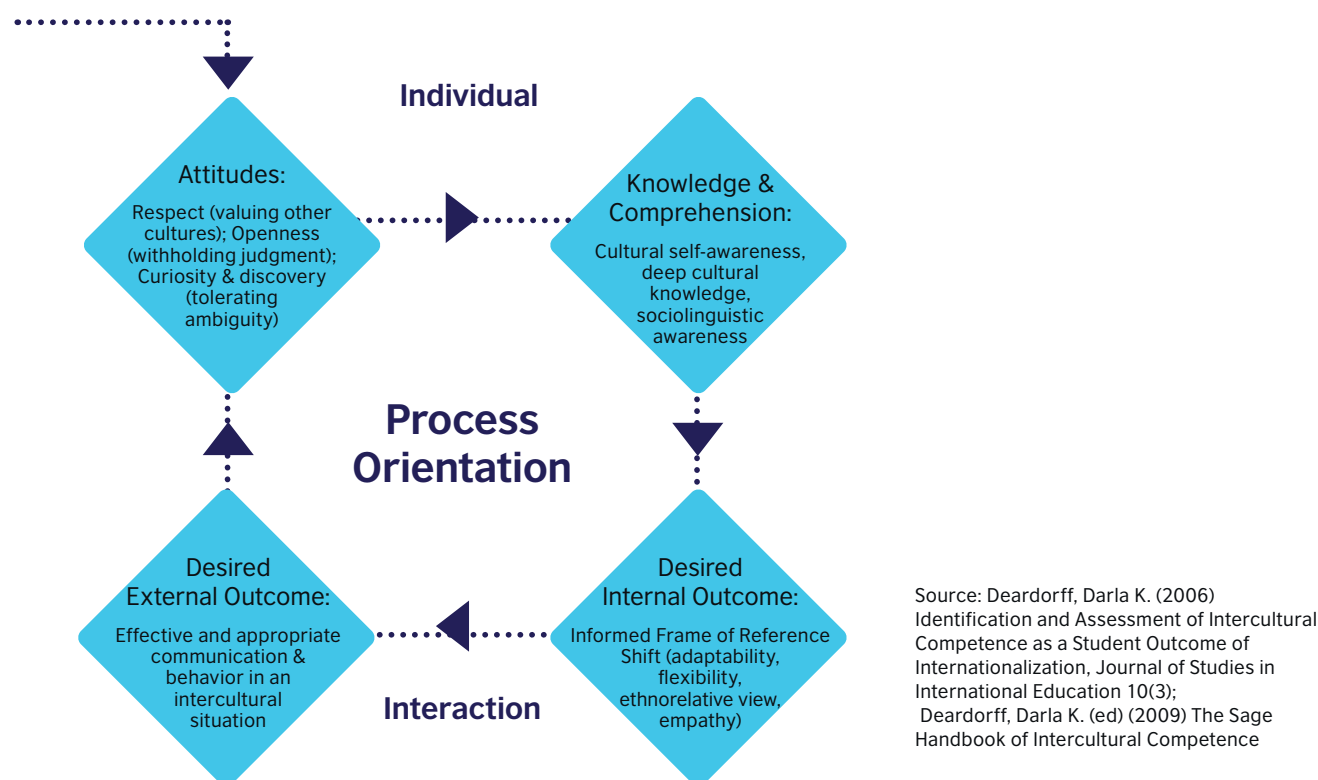 Individual
Attitudes:
Respect (valuing other
cultures); Openness
(withholding judgment);
Curiosity & discovery
(tolerating
ambiguity)
Knowledge &
Comprehension:
Cultural self-awareness,
deep cultural
knowledge,
sociolinguistic
awareness
Process
Orientation
Desired
External Outcome:
Effective and appropriate
communication &
behavior in an
intercultural
situation
Desired
Internal Outcome:
Informed Frame of Reference
Shift (adaptability,
flexibility,
ethnorelative view,
empathy)
Interaction
Source: Deardorff, Darla K. (2006)
Identification and Assessment of Intercultural
Competence as a Student Outcome of
Internationalization, Journal of Studies in
International Education 10(3);
Deardorff, Darla K. (ed) (2009) The Sage
Handbook of Intercultural Competence